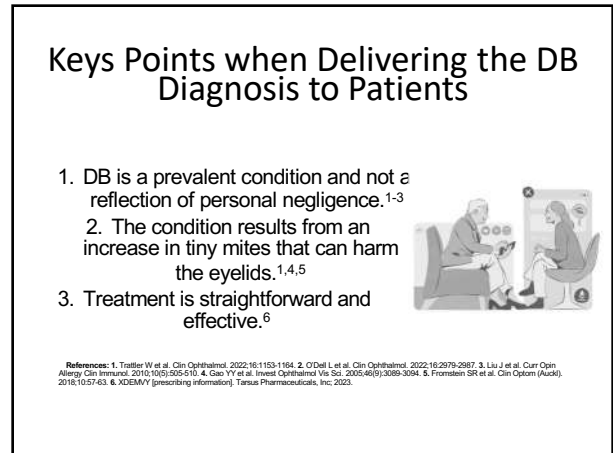 Keys Points when Delivering the DB
Diagnosis to Patients
1. DB is a prevalent condition and not a
reflection of personal negligence.1-3
2. The condition results from an
increase in tiny mites that can harm
the eyelids.1,4,5
3. Treatment is straightforward and
effective.6
References: 1. Trattler W et al. Clin Ophthalmol. 2022;16:1153-1164. 2. O'Dell L et al. Clin Ophthalmol. 2022;16:2979-2987. 3. Liu J et al. Curr Opin
Allergy Clin Immunol. 2010;10(5):505-510. 4. Gao YY et al. Invest Ophthalmol Vis Sci. 2005;46(9):3089-3094. 5. Fromstein SR et al. Clin Optom (Auckl).
2018;10:57-63. 6. XDEMVY [prescribing information]. Tarsus Pharmaceuticals, Inc; 2023.